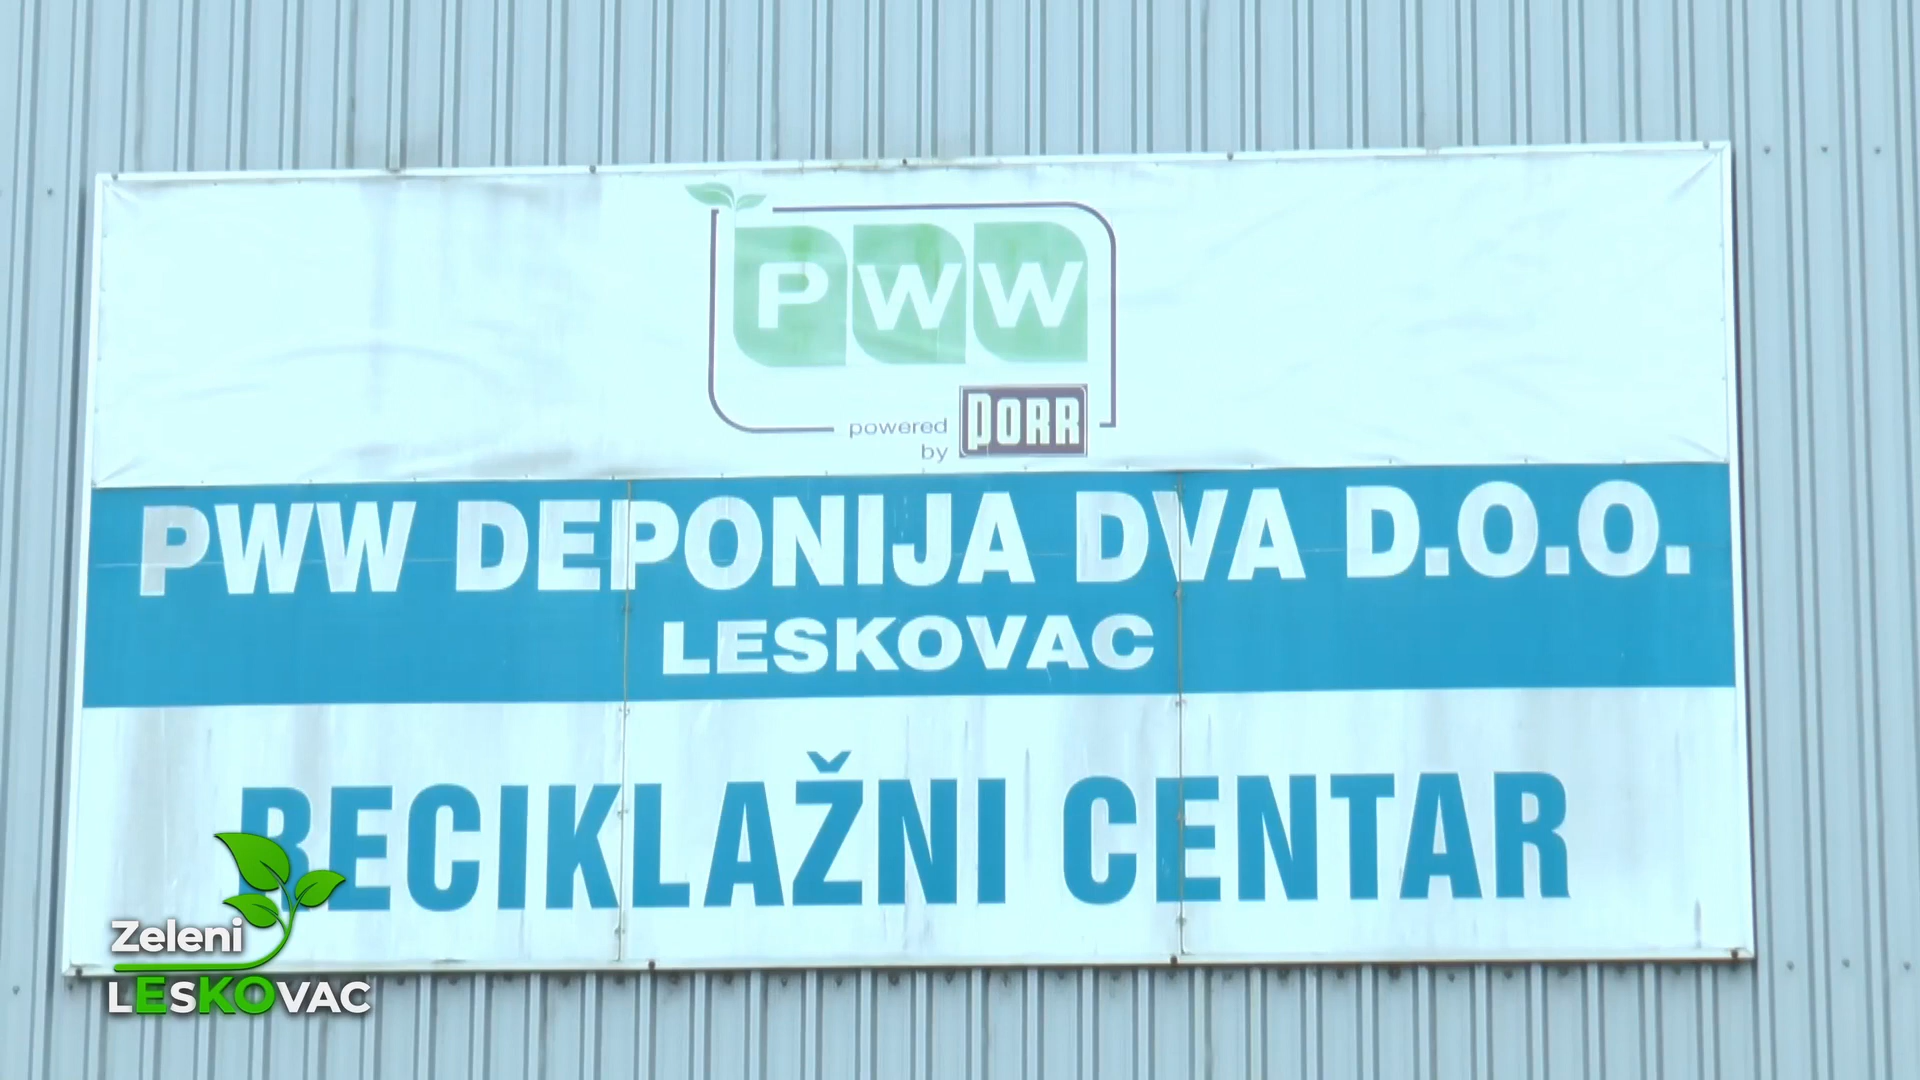 PWW
powered
by PORR
PWW DEPONIJA DVA D.O.O.
LESKOVAC
RECIKLAŽNI CENTAR
Zeleni
LESKOVAC